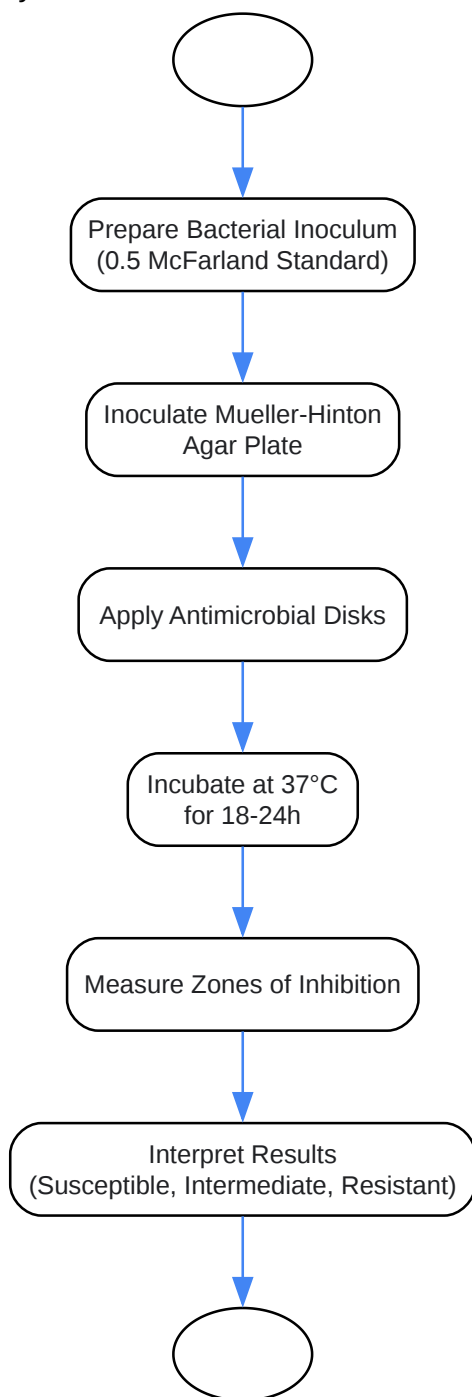 Prepare Bacterial Inoculum
(0.5 McFarland Standard)
Inoculate Mueller-Hinton
Agar Plate
Apply Antimicrobial Disks
Incubate at 37°C
for 18-24h
Measure Zones of Inhibition
Interpret Results
(Susceptible, Intermediate, Resistant)